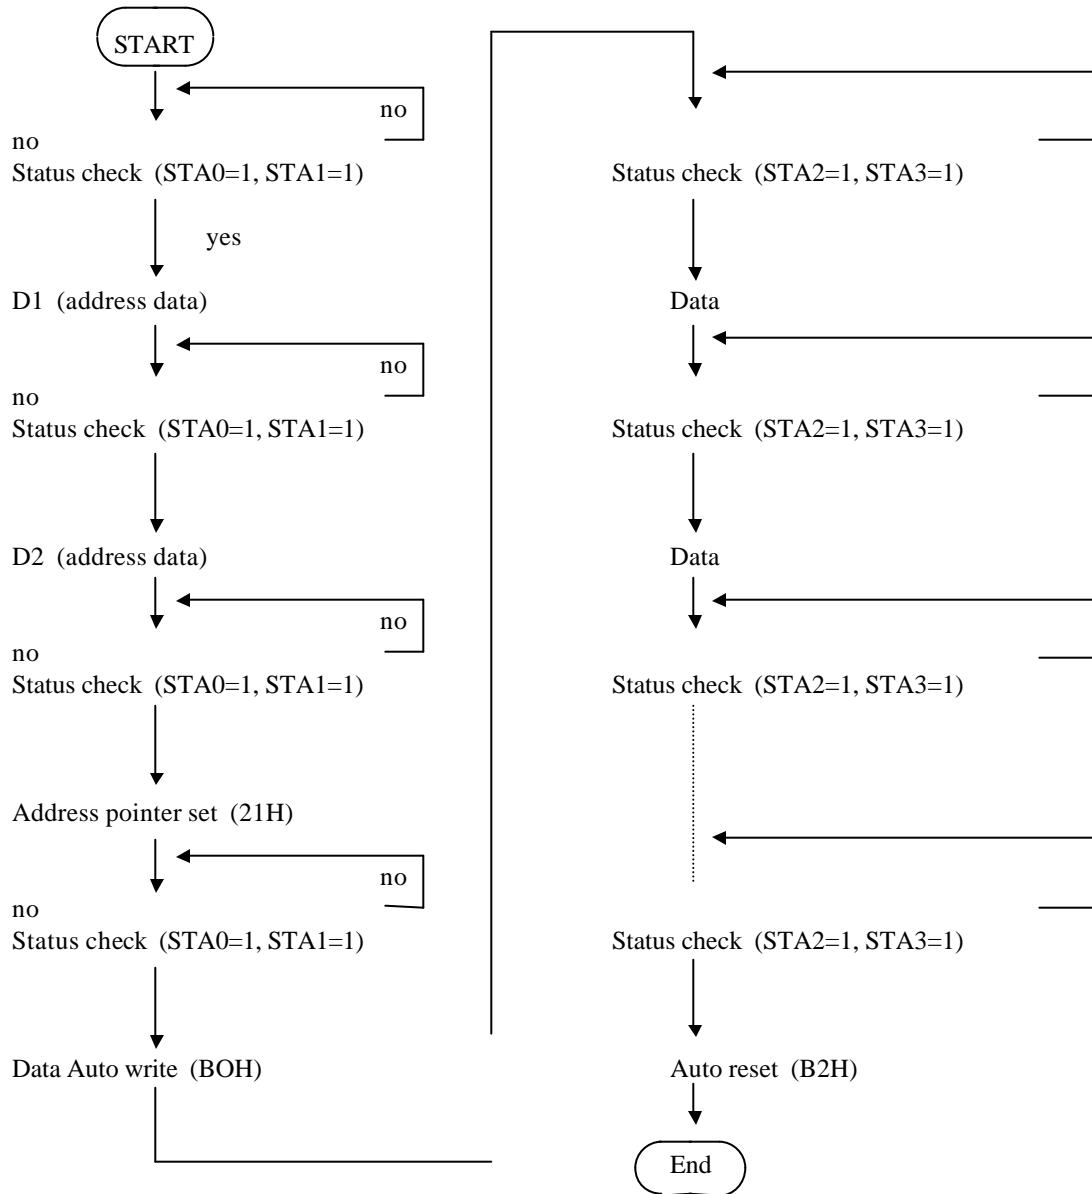 START
no
no
Status check (STA0=1, STA1=1)
yes
D1 (address data)
no
no
Status check (STA0=1, STA1=1)
D2 (address data)
no
no
Status check (STA0=1, STA1=1)
Address pointer set (21H)
no
no
Status check (STA0=1, STA1=1)
Data Auto write (BOH)
Status check (STA2=1, STA3=1)
Data
Status check (STA2=1, STA3=1)
Data
Status check (STA2=1, STA3=1)
Status check (STA2=1, STA3=1)
Auto reset (B2H)
End